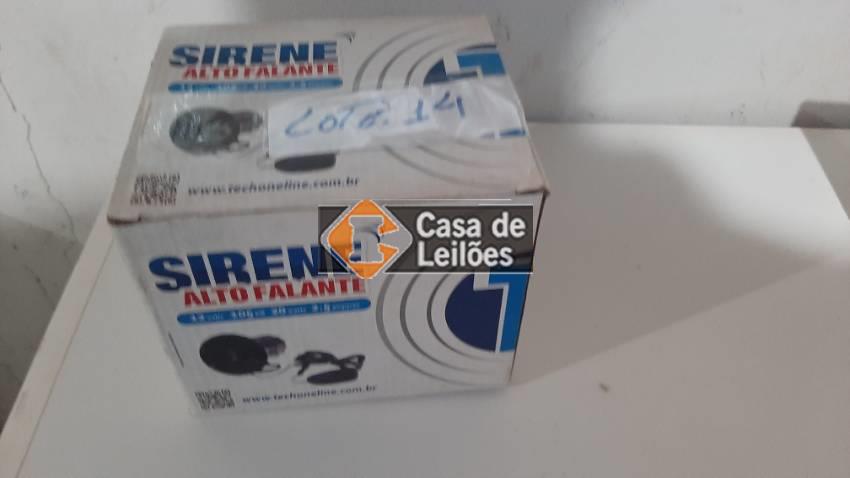 SIRENE
ALTO FALANTE
LOTE. 14
www.techoneline.com.br
Casa de
Leilões
SIRENE
ALTO FALANTE
www.techoneline.com.br